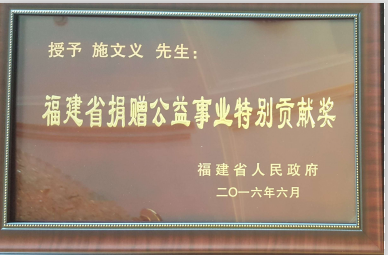 授予 施文义 先生：
福建省捐赠公益事业特别贡献奖
福建省人民政府
二〇一六年六月